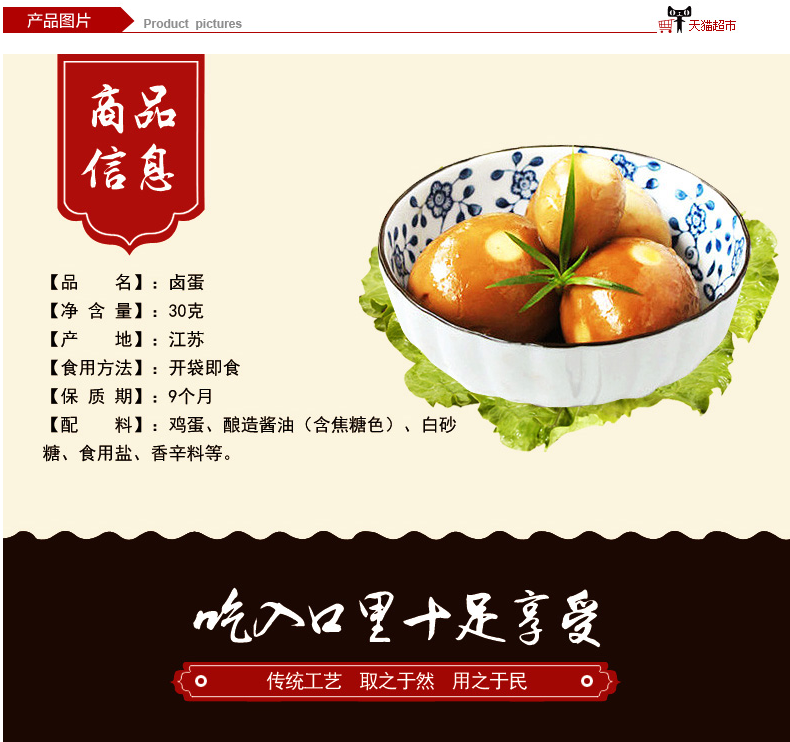 产品图片 Product pictures 天猫超市
商品
信息
【品 名】:卤蛋
【净 含 量】:30克
【产 地】:江苏
【食用方法】:开袋即食
【保 质 期】:9个月
【配 料】:鸡蛋、酿造酱油(含焦糖色)、白砂
糖、食用盐、香辛料等。
吃入口里十足享受
传统工艺 取之于然 用之于民